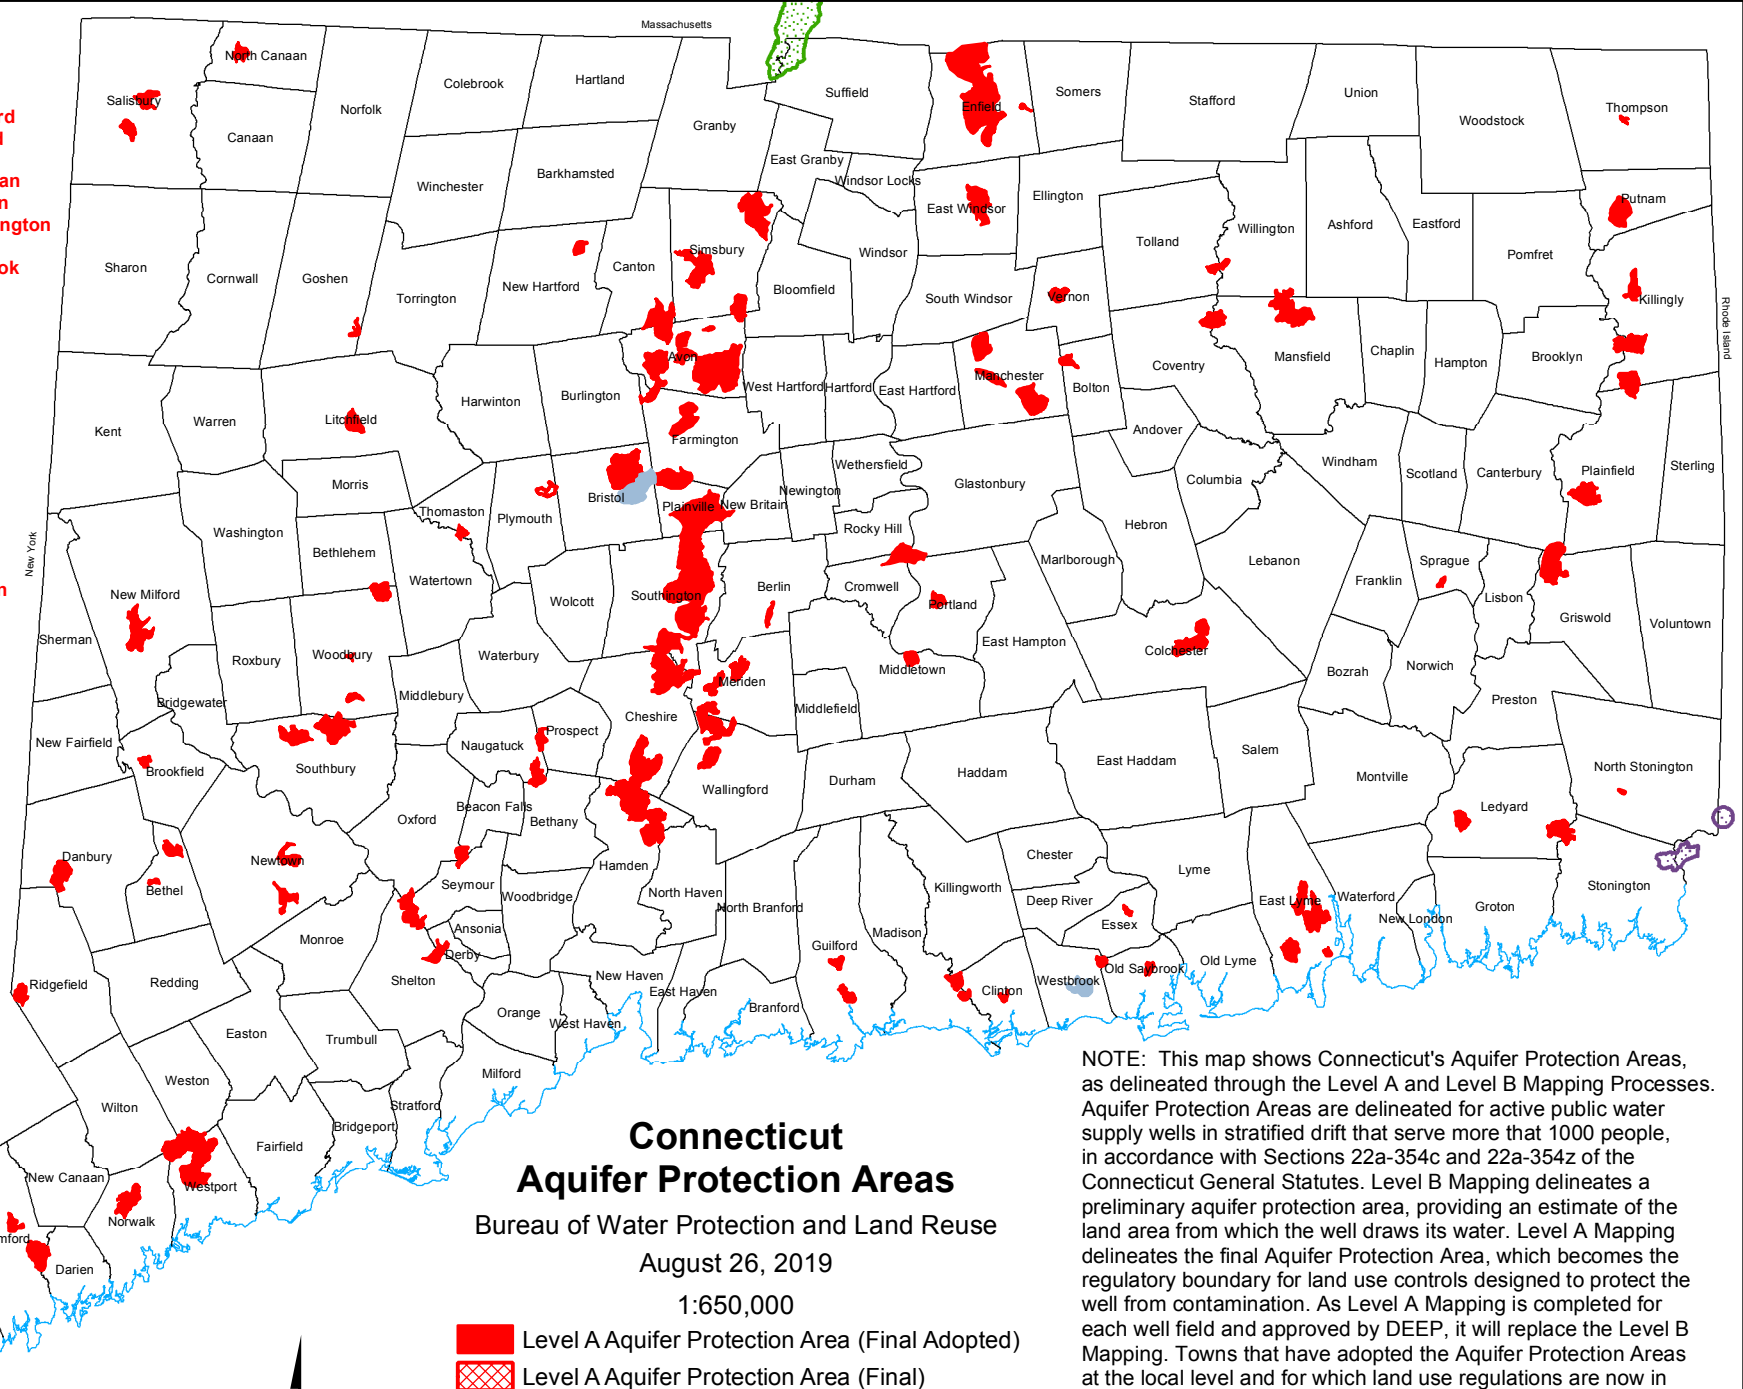 Massachusetts
North Canaan
Colebrook
Hartland
Suffield
Enfield
Somers
Stafford
Union
Woodstock
Thompson
Salisbury
Canaan
Norfolk
Granby
East Granby
Windsor Locks
Winchester
Barkhamsted
East Windsor
Ellington
Putnam
Sharon
Cornwall
Goshen
Torrington
New Hartford
Canton
Simsbury
Bloomfield
Windsor
South Windsor
Vernon
Tolland
Willington
Ashford
Eastford
Pomfret
Killingly
Rhode Island
Kent
Warren
Litchfield
Harwinton
Burlington
Avon
West Hartford
Hartford
East Hartford
Manchester
Bolton
Coventry
Mansfield
Chaplin
Hampton
Brooklyn
Farmington
Andover
Morris
Bristol
Wethersfield
Glastonbury
Columbia
Windham
Scotland
Canterbury
Plainfield
Sterling
Washington
Thomaston
Plymouth
Plainville
New Britain
Newington
Rocky Hill
Hebron
New York
Bethlehem
Watertown
Wolcott
Southington
Berlin
Cromwell
Portland
Marlborough
Lebanon
Franklin
Sprague
Lisbon
Griswold
Voluntown
New Milford
Sherman
Roxbury
Woodbury
Waterbury
Meriden
Middletown
East Hampton
Colchester
Bozrah
Norwich
Preston
Bridgewater
Middlebury
Cheshire
Middlefield
New Fairfield
Brookfield
Southbury
Naugatuck
Prospect
Wallingford
Durham
Haddam
East Haddam
Salem
Montville
North Stonington
Ledyard
Oxford
Beacon Falls
Bethany
Danbury
Bethel
Newtown
Seymour
Woodbridge
Hamden
North Haven
North Branford
Killingworth
Chester
Deep River
Essex
Lyme
East Lyme
Waterford
New London
Groton
Stonington
Monroe
Ansonia
Derby
Shelton
Guilford
Madison
Westbrook
Old Saybrook
Old Lyme
Clinton
Ridgefield
Redding
New Haven
East Haven
Branford
Easton
Trumbull
Orange
West Haven
Milford
Weston
Wilton
Stratford
Bridgeport
Fairfield
New Canaan
Westport
Norwalk
mford
Darien
rd
an
n
ngton
ok
n
Connecticut
Aquifer Protection Areas
Bureau of Water Protection and Land Reuse
August 26, 2019
1:650,000
Level A Aquifer Protection Area (Final Adopted)
Level A Aquifer Protection Area (Final)
NOTE: This map shows Connecticut's Aquifer Protection Areas,
as delineated through the Level A and Level B Mapping Processes.
Aquifer Protection Areas are delineated for active public water
supply wells in stratified drift that serve more that 1000 people,
in accordance with Sections 22a-354c and 22a-354z of the
Connecticut General Statutes. Level B Mapping delineates a
preliminary aquifer protection area, providing an estimate of the
land area from which the well draws its water. Level A Mapping
delineates the final Aquifer Protection Area, which becomes the
regulatory boundary for land use controls designed to protect the
well from contamination. As Level A Mapping is completed for
each well field and approved by DEEP, it will replace the Level B
Mapping. Towns that have adopted the Aquifer Protection Areas
at the local level and for which land use regulations are now in